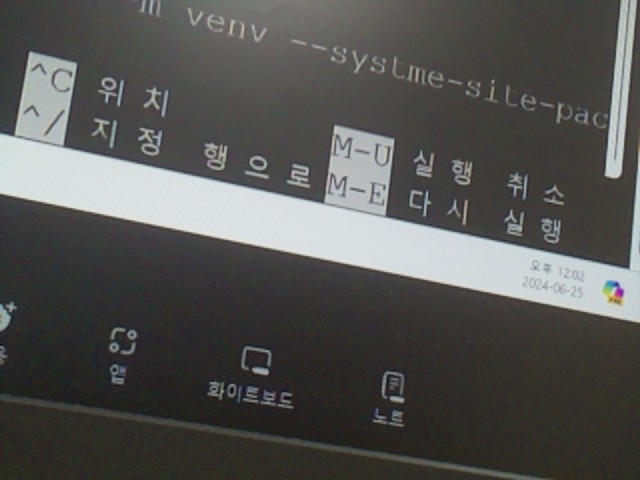 m venv --systme-site-pac
^C 위치 M-U 실행 취소
^/ 지정 행으로 M-E 다시 실행
오후 12:02
2024-06-25
앱
화이트보드
노트